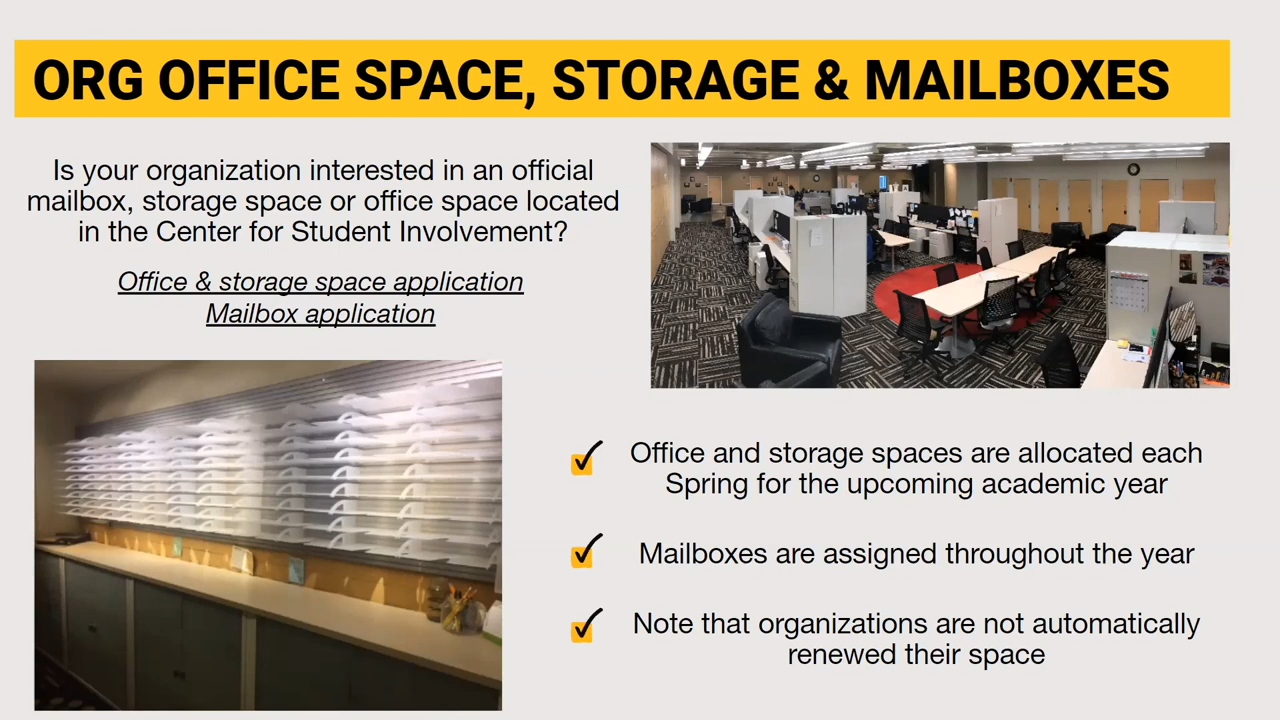 ORG OFFICE SPACE, STORAGE & MAILBOXES
Is your organization interested in an official
mailbox, storage space or office space located
in the Center for Student Involvement?
Office & storage space application
Mailbox application
Office and storage spaces are allocated each
Spring for the upcoming academic year
Mailboxes are assigned throughout the year
Note that organizations are not automatically
renewed their space